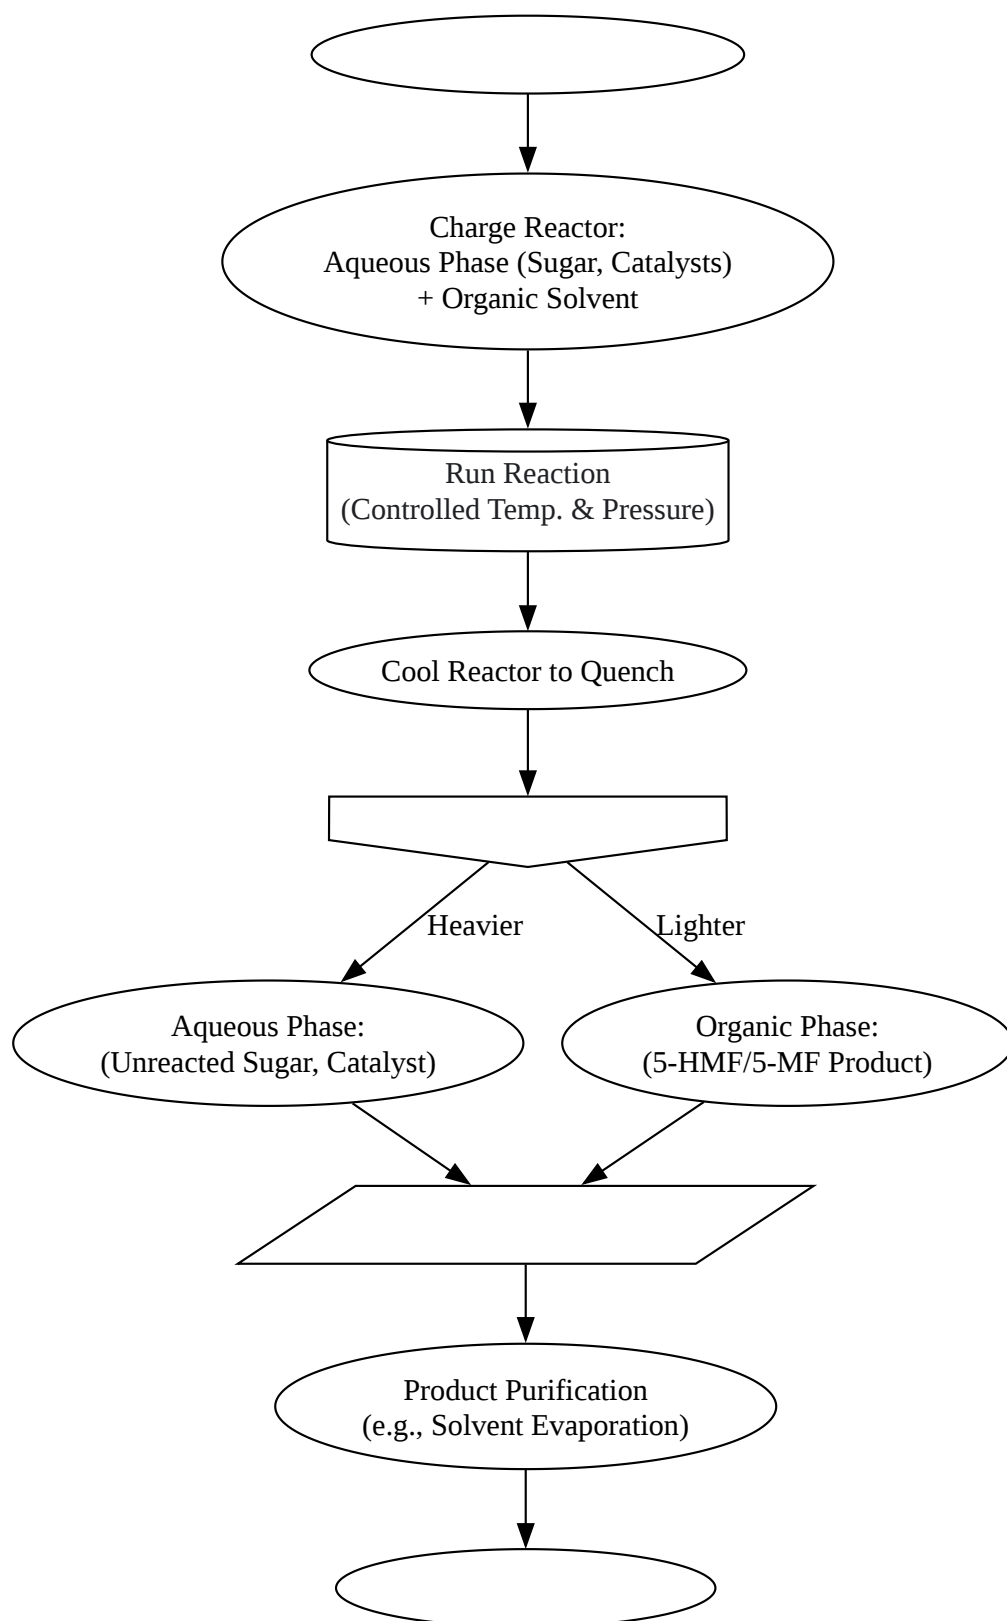 Charge Reactor:
Aqueous Phase (Sugar, Catalysts)
+ Organic Solvent
Run Reaction
(Controlled Temp. & Pressure)
Cool Reactor to Quench
Heavier
Lighter
Aqueous Phase:
(Unreacted Sugar, Catalyst)
Organic Phase:
(5-HMF/5-MF Product)
Product Purification
(e.g., Solvent Evaporation)